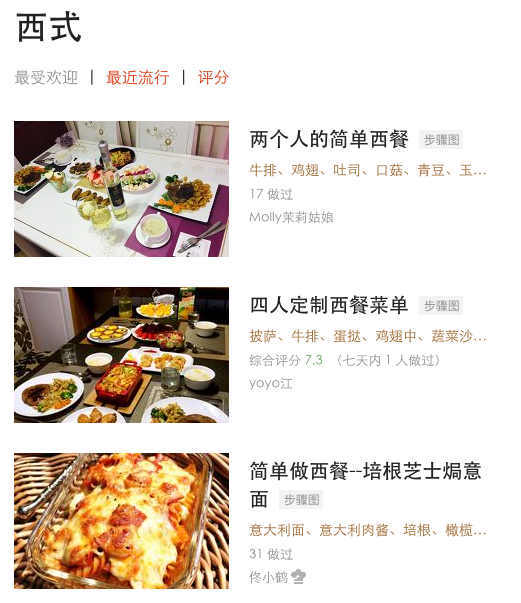 西式
最受欢迎 | 最近流行 | 评分
两个人的简单西餐 步骤图
牛排、鸡翅、吐司、口菇、青豆、玉...
17 做过
Molly茉莉姑娘
四人定制西餐菜单 步骤图
披萨、牛排、蛋挞、鸡翅中、蔬菜沙...
综合评分 7.3 （七天内 1 人做过）
yoyo江
简单做西餐--培根芝士焗意
面 步骤图
意大利面、意大利肉酱、培根、橄榄...
31 做过
佟小鹤